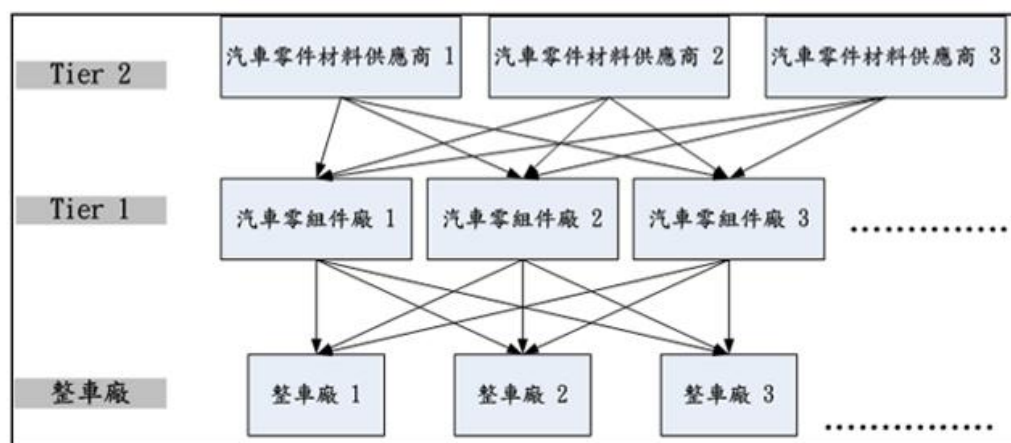 Tier 2
汽車零件材料供應商 1
汽車零件材料供應商 2
汽車零件材料供應商 3
Tier 1
汽車零組件廠 1
汽車零組件廠 2
汽車零組件廠 3
整車廠
整車廠 1
整車廠 2
整車廠 3